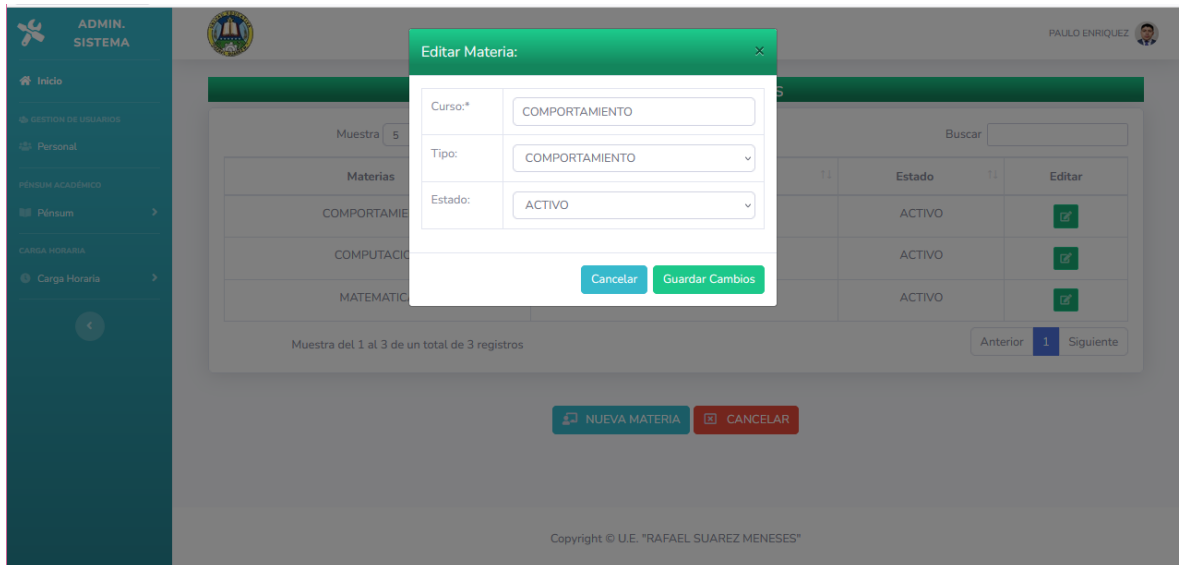 ADMIN.
SISTEMA
PAULO ENRIQUEZ
Inicio
GESTION DE USUARIOS
Personal
PÉNSUM ACADÉMICO
Pénsum
CARGA HORARIA
Carga Horaria
Editar Materia:
×
Curso:*
COMPORTAMIENTO
Tipo:
COMPORTAMIENTO
Estado:
ACTIVO
Cancelar
Guardar Cambios
S
Muestra 5
Buscar
Materias
Estado
Editar
COMPORTAMIE
ACTIVO
COMPUTACIO
ACTIVO
MATEMATICA
ACTIVO
Muestra del 1 al 3 de un total de 3 registros
Anterior 1 Siguiente
NUEVA MATERIA
CANCELAR
Copyright © U.E. "RAFAEL SUAREZ MENESES"